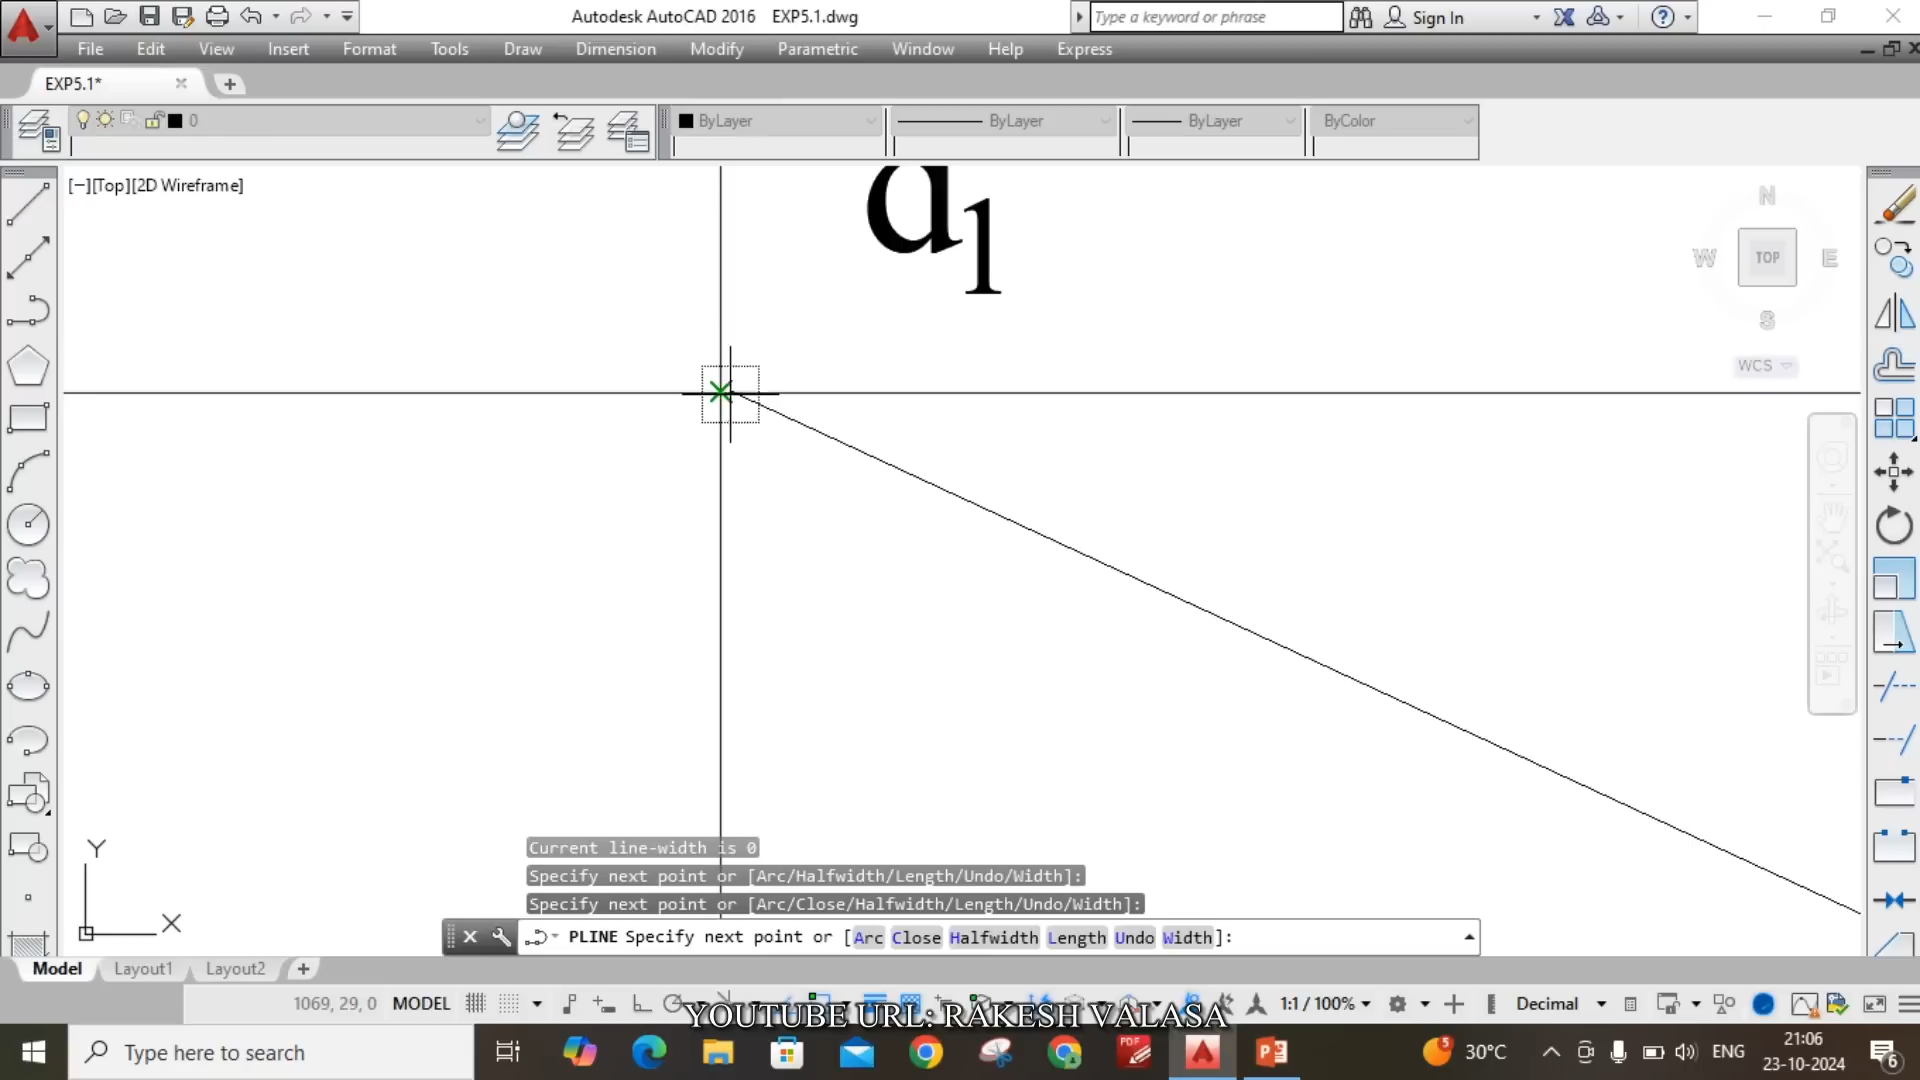 Autodesk AutoCAD 2016 EXP5.1.dwg
Type a keyword or phrase
Sign In
File Edit View Insert Format Tools Draw Dimension Modify Parametric Window Help Express
EXP5.1*
0
ByLayer
ByLayer
ByLayer
ByColor
[−][Top][2D Wireframe]
N
W
TOP
E
S
WCS
1
Y
X
Current line-width is 0
Specify next point or [Arc/Halfwidth/Length/Undo/Width]:
Specify next point or [Arc/Close/Halfwidth/Length/Undo/Width]:
PLINE Specify next point or [Arc Close Halfwidth Length Undo Width]:
Model Layout1 Layout2
1069, 29, 0 MODEL
1:1 / 100%
Decimal
YOUTUBE URL: RAKESH VALASA
Type here to search
PDF
30°C
ENG
21:06
23-10-2024
6
5